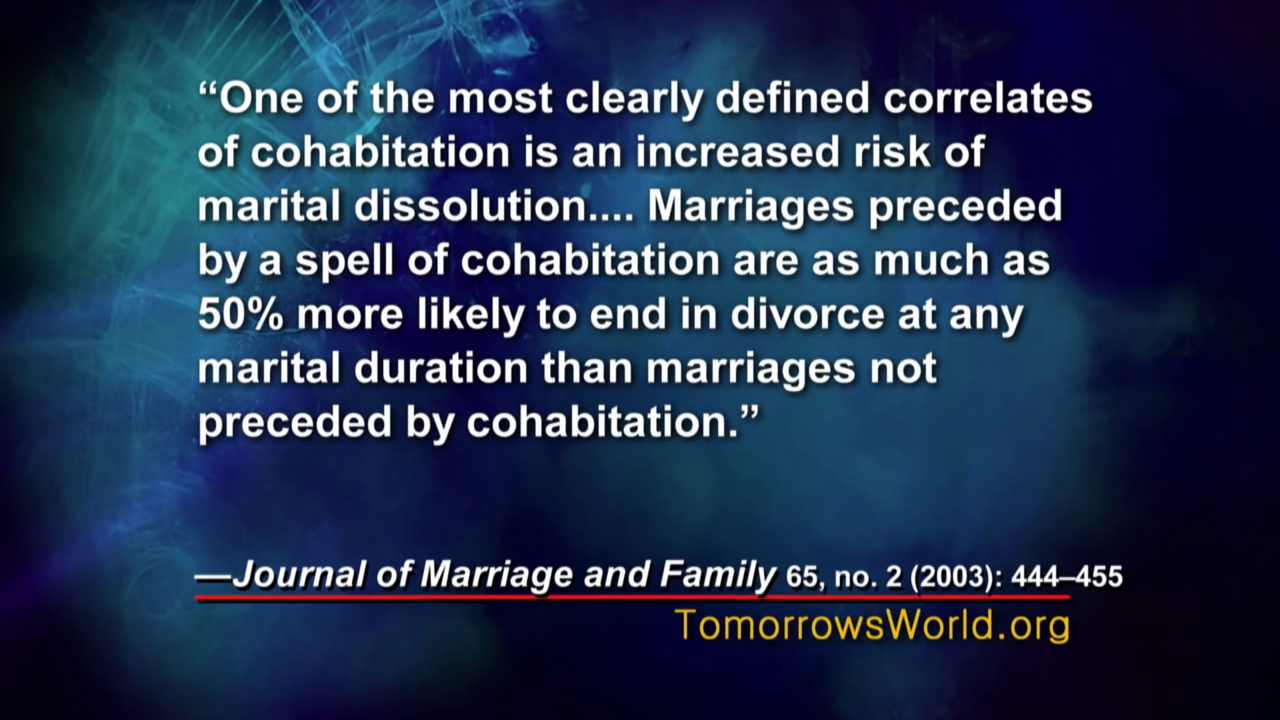 “One of the most clearly defined correlates
of cohabitation is an increased risk of
marital dissolution.... Marriages preceded
by a spell of cohabitation are as much as
50% more likely to end in divorce at any
marital duration than marriages not
preceded by cohabitation.”
—Journal of Marriage and Family 65, no. 2 (2003): 444–455
TomorrowsWorld.org